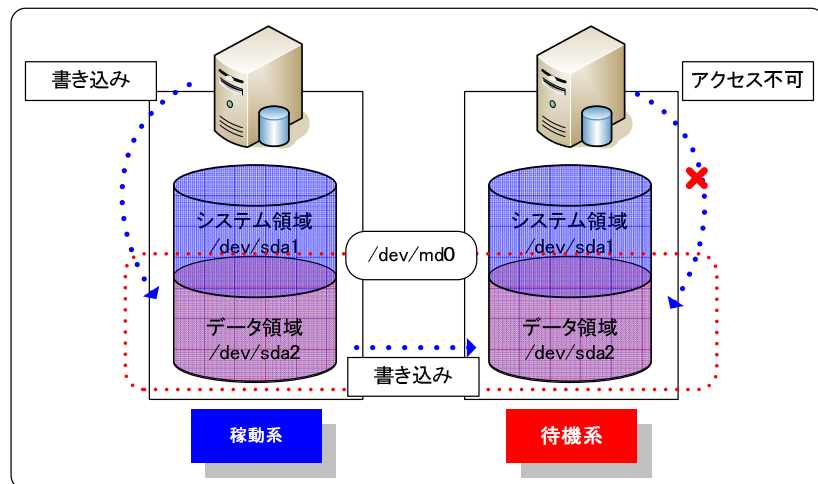 書き込み
アクセス不可
システム領域
/dev/sda1
システム領域
/dev/sda1
/dev/md0
データ領域
/dev/sda2
データ領域
/dev/sda2
書き込み
稼動系
待機系